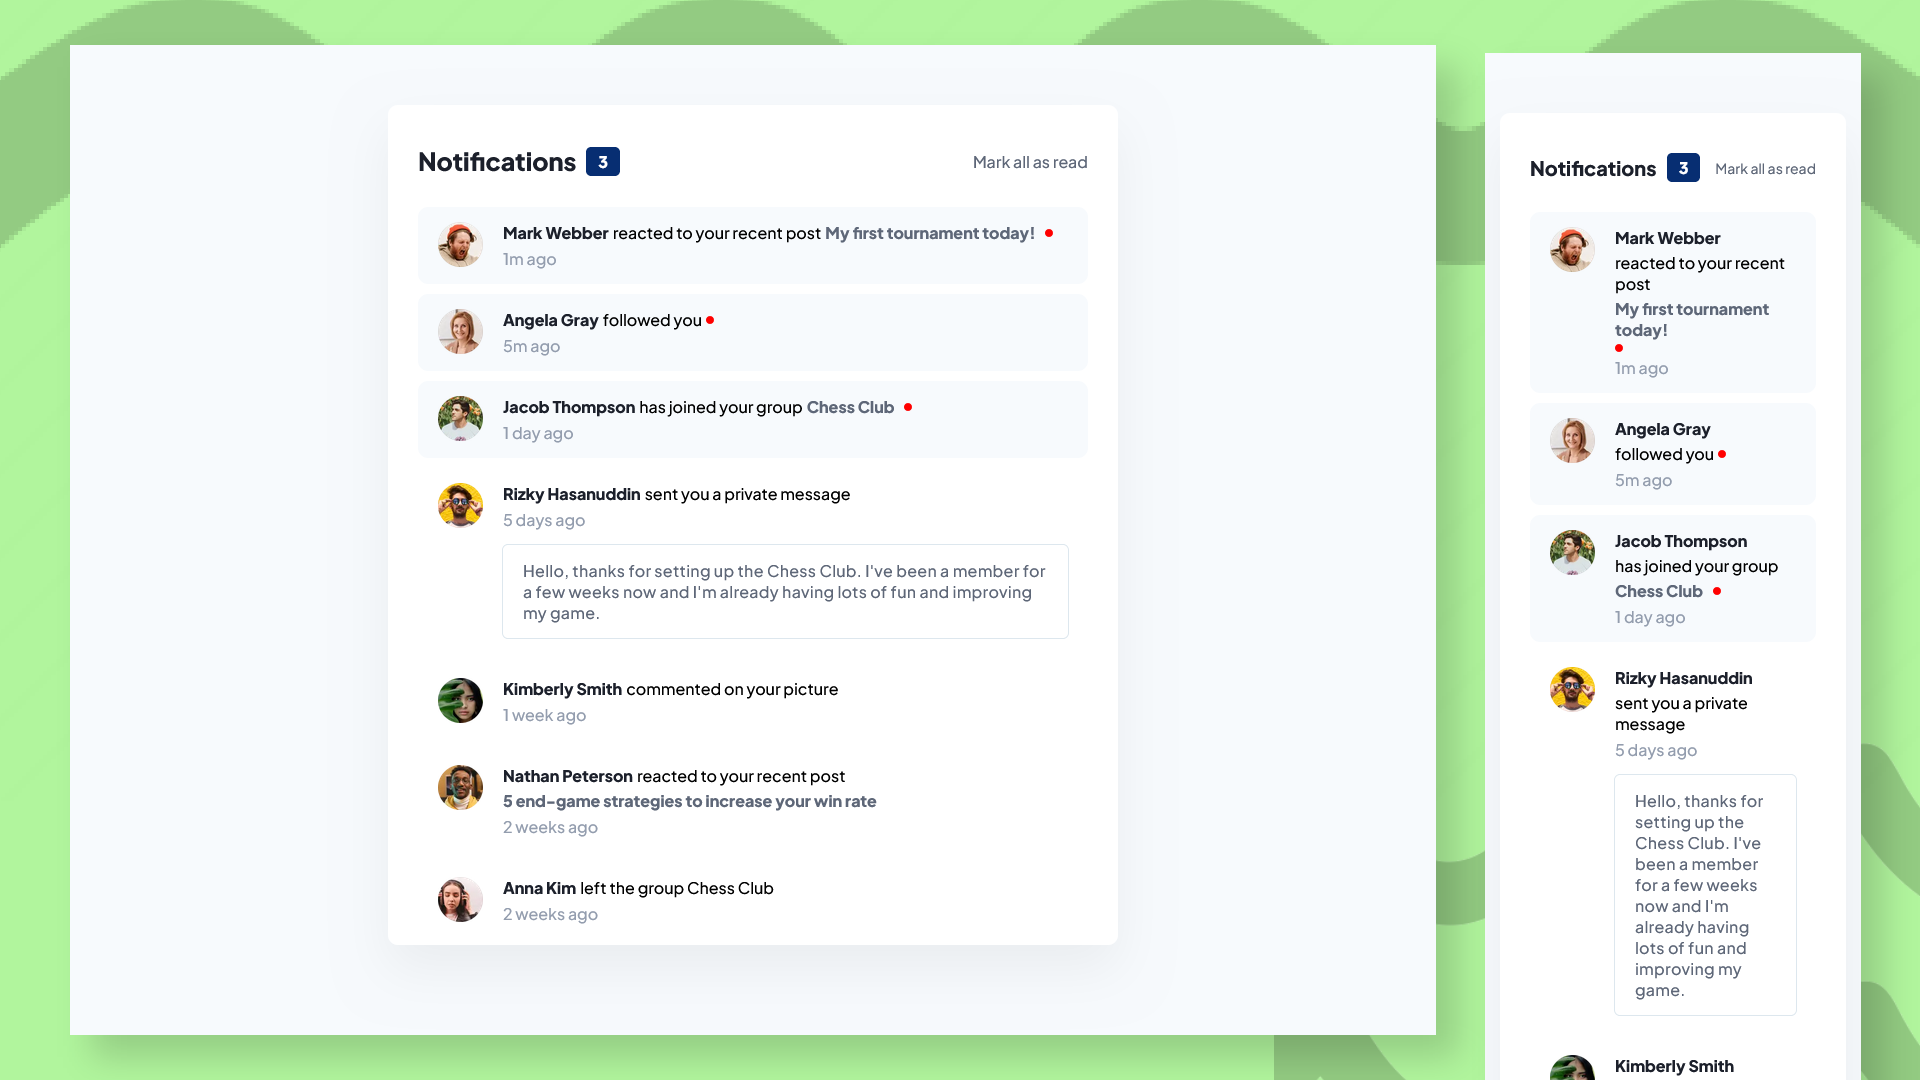 Notifications 3 Mark all as read
Mark Webber reacted to your recent post My first tournament today!
1m ago
Angela Gray followed you
5m ago
Jacob Thompson has joined your group Chess Club
1 day ago
Rizky Hasanuddin sent you a private message
5 days ago
Hello, thanks for setting up the Chess Club. I've been a member for
a few weeks now and I'm already having lots of fun and improving
my game.
Kimberly Smith commented on your picture
1 week ago
Nathan Peterson reacted to your recent post
5 end-game strategies to increase your win rate
2 weeks ago
Anna Kim left the group Chess Club
2 weeks ago
Notifications 3 Mark all as read
Mark Webber
reacted to your recent
post
My first tournament
today!
1m ago
Angela Gray
followed you
5m ago
Jacob Thompson
has joined your group
Chess Club
1 day ago
Rizky Hasanuddin
sent you a private
message
5 days ago
Hello, thanks for
setting up the
Chess Club. I've
been a member
for a few weeks
now and I'm
already having
lots of fun and
improving my
game.
Kimberly Smith